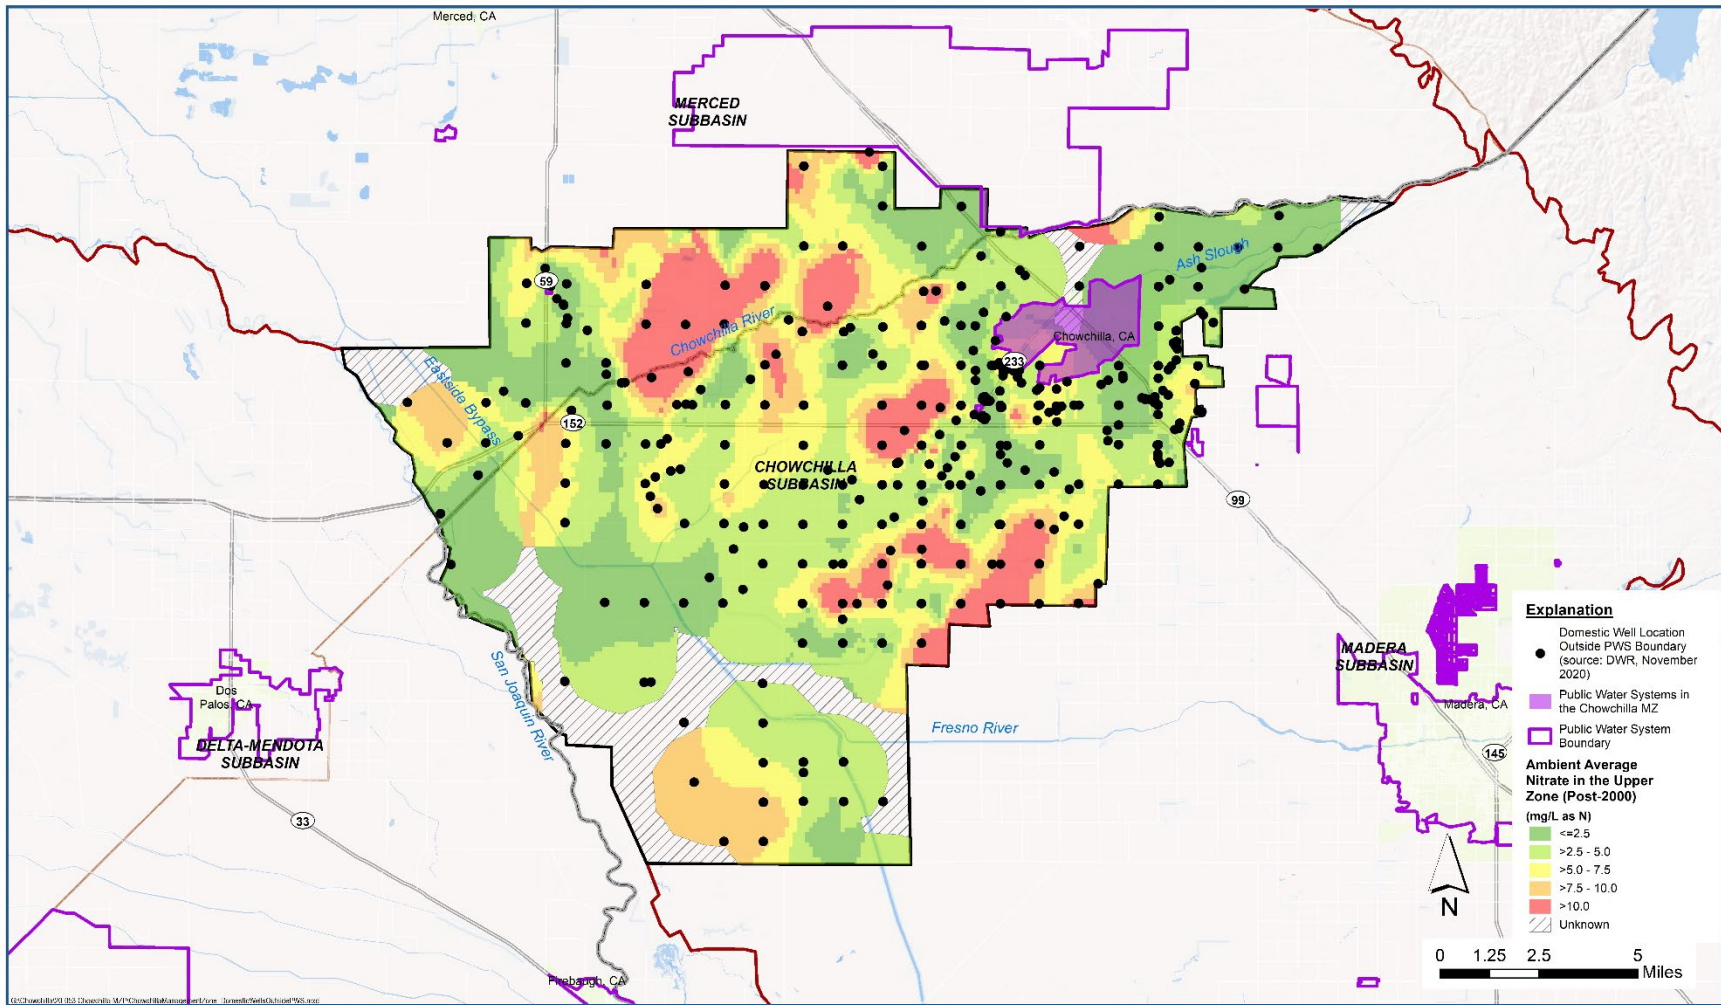 Merced, CA
MERCED
SUBBASIN
Ash Slough
59
Chowchilla River
Chowchilla, CA
233
Eastside Bypass
152
CHOWCHILLA
SUBBASIN
99
San Joaquin River
Dos
Palos, CA
DELTA-MENDOTA
SUBBASIN
Fresno River
MADERA
SUBBASIN
Madera, CA
145
33
Firebaugh, CA
Explanation
Domestic Well Location
Outside PWS Boundary
(source: DWR, November
2020)
Public Water Systems in
the Chowchilla MZ
Public Water System
Boundary
Ambient Average
Nitrate in the Upper
Zone (Post-2000)
(mg/L as N)
<=2.5
>2.5 - 5.0
>5.0 - 7.5
>7.5 - 10.0
>10.0
Unknown
N
0 1.25 2.5 5
Miles